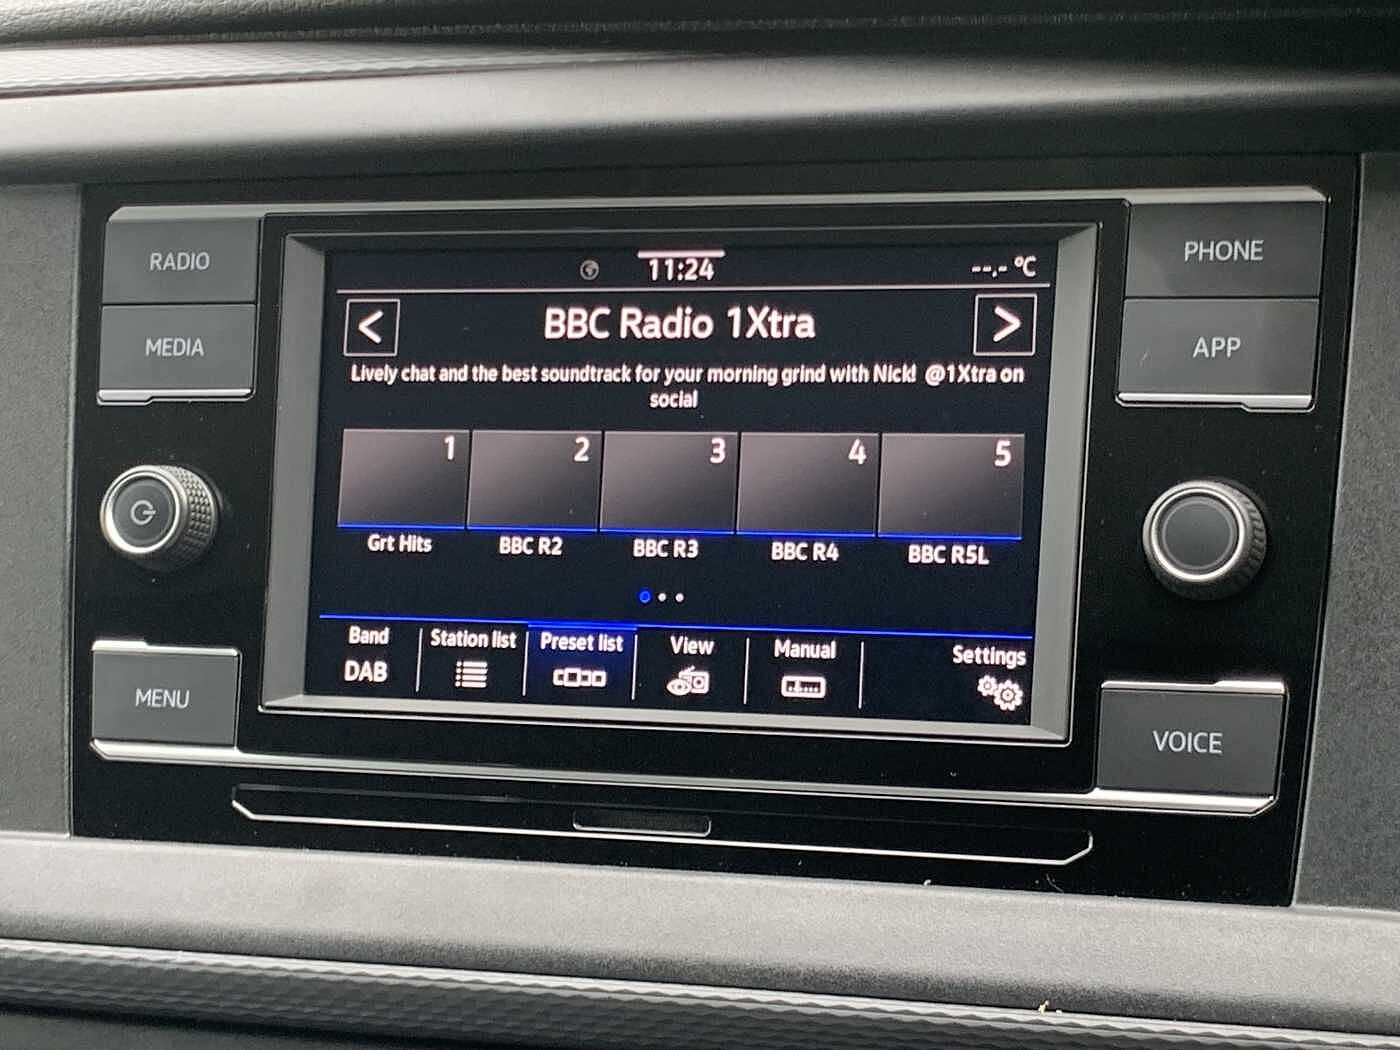 RADIO
MEDIA
MENU
11:24
--.- °C
<
BBC Radio 1Xtra
>
Lively chat and the best soundtrack for your morning grind with Nick! @1Xtra on
social
1
2
3
4
5
Grt Hits
BBC R2
BBC R3
BBC R4
BBC R5L
Band
Station list
Preset list
View
Manual
Settings
DAB
PHONE
APP
VOICE